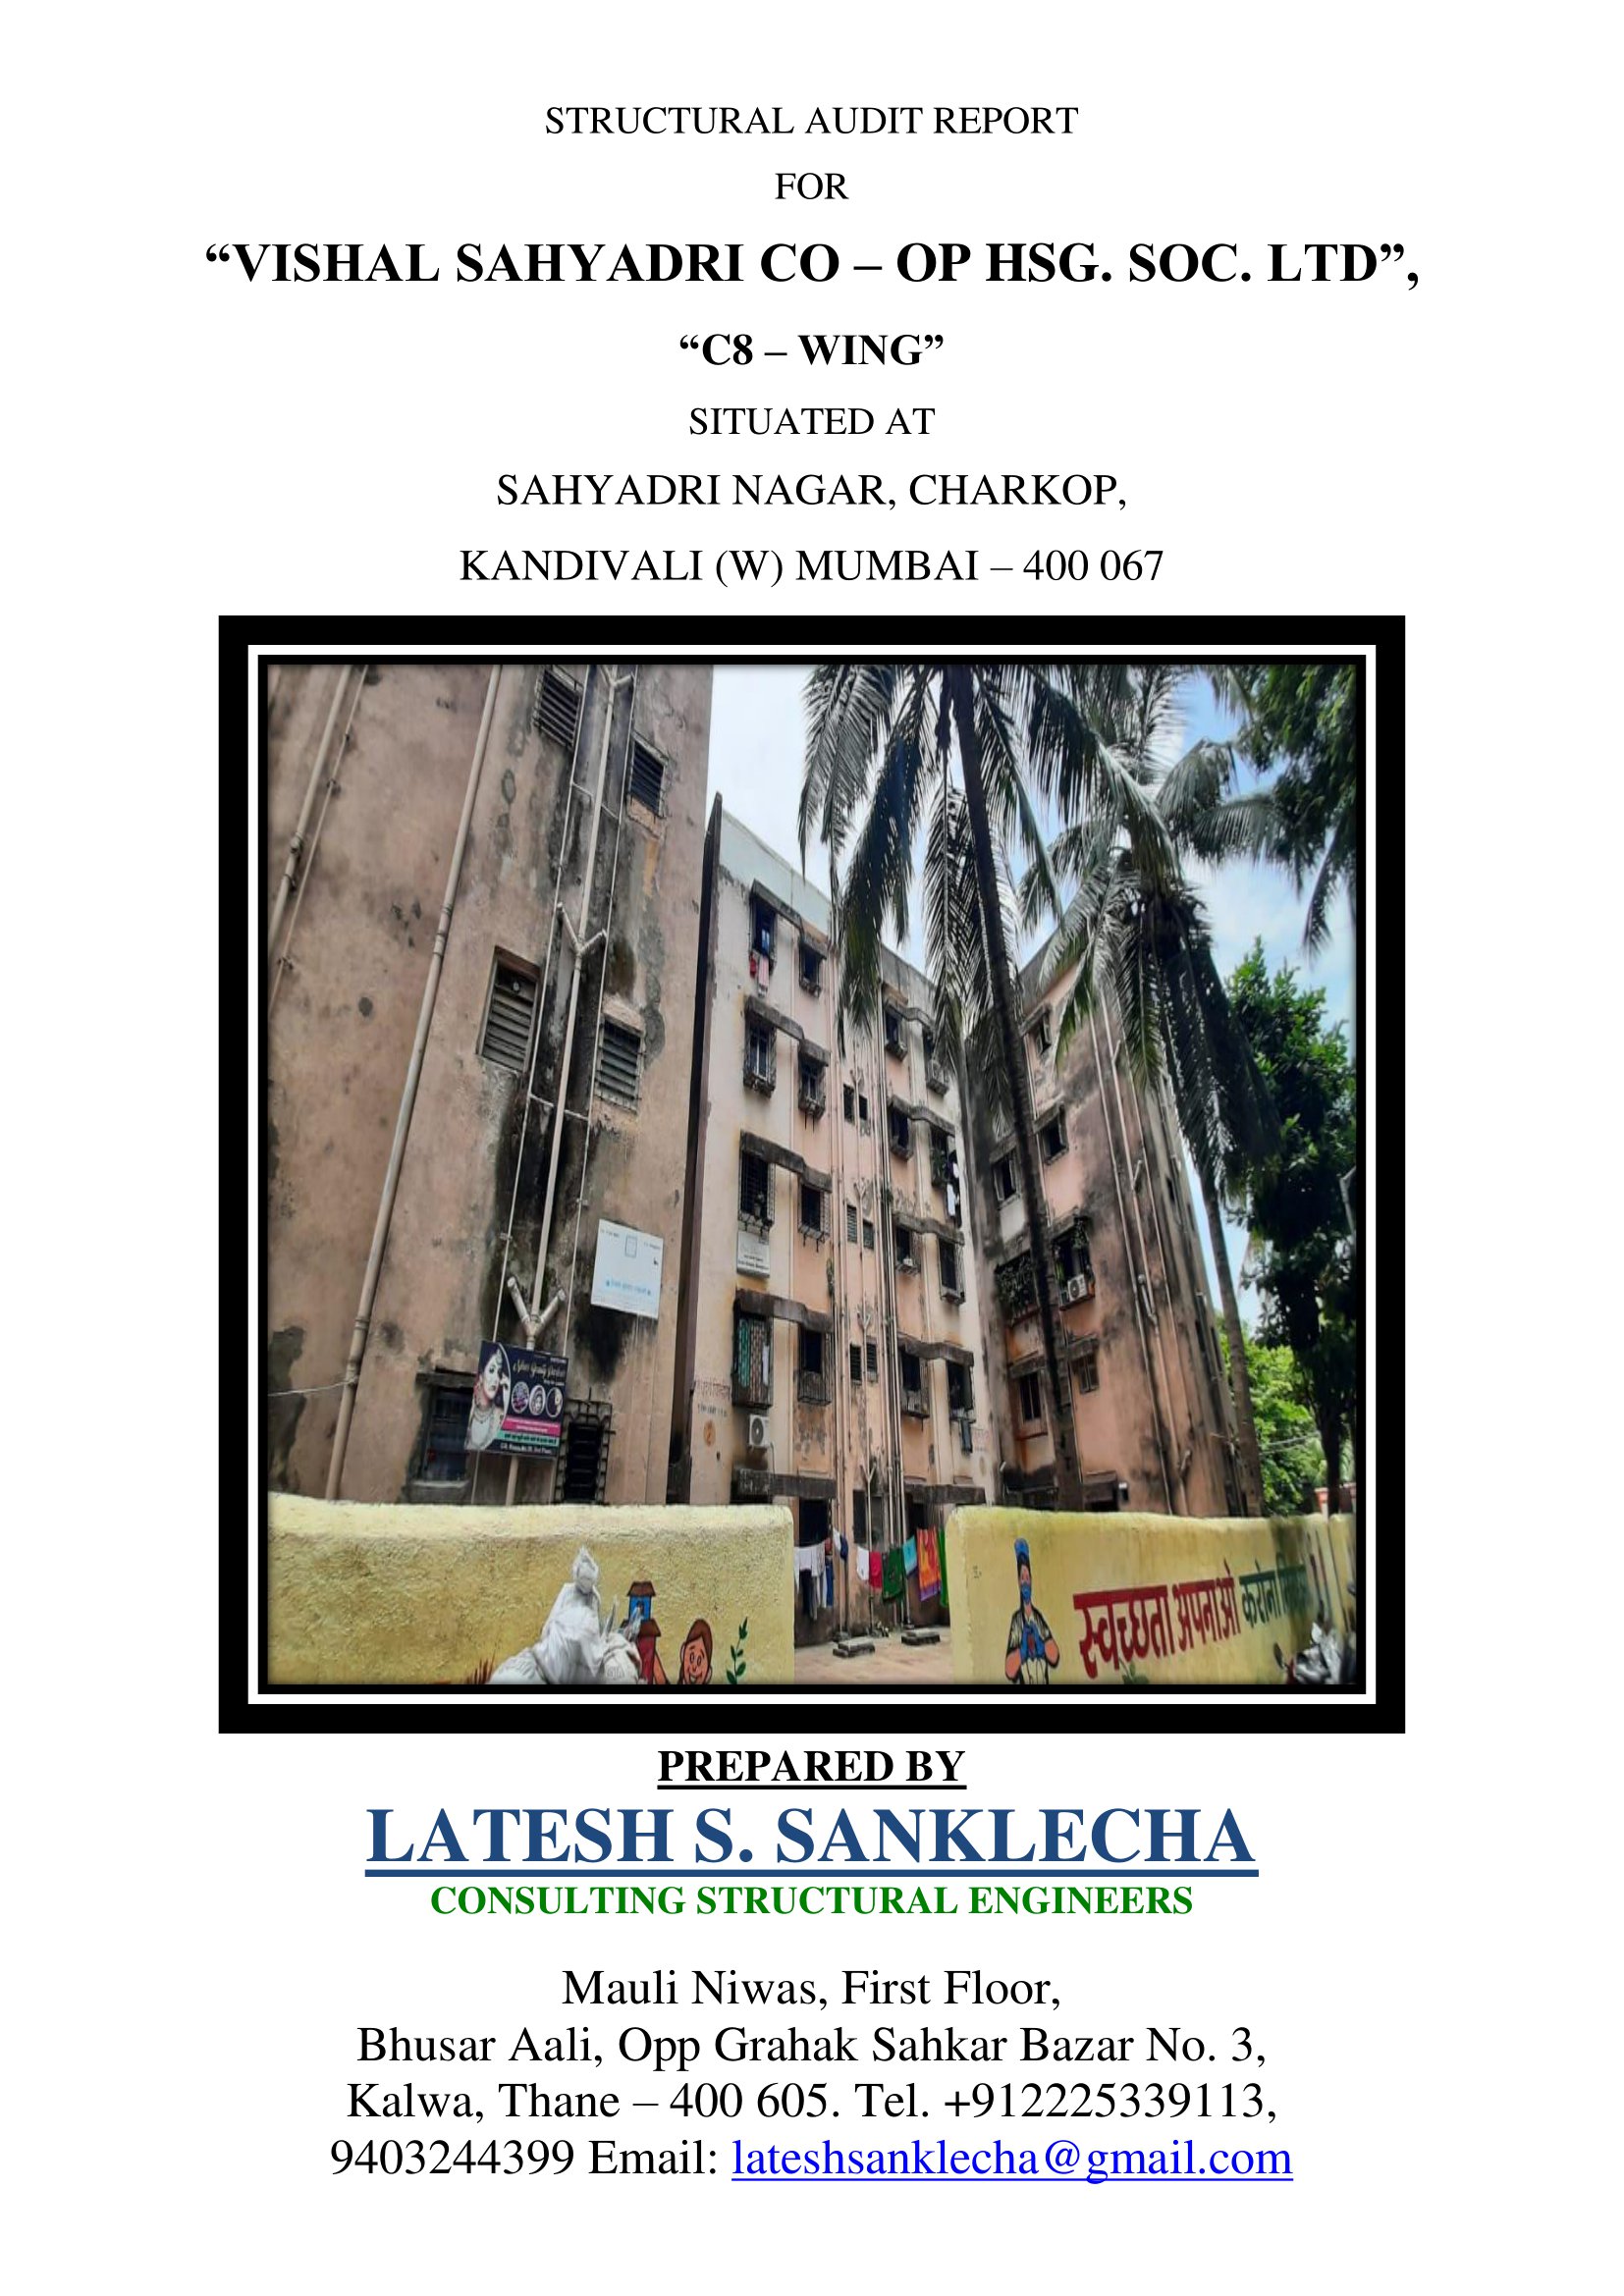 STRUCTURAL AUDIT REPORT
FOR
“VISHAL SAHYADRI CO – OP HSG. SOC. LTD”,
“C8 – WING”
SITUATED AT
SAHYADRI NAGAR, CHARKOP,
KANDIVALI (W) MUMBAI – 400 067
स्वच्छता अपनाओ कोरोना
PREPARED BY
LATESH S. SANKLECHA
CONSULTING STRUCTURAL ENGINEERS
Mauli Niwas, First Floor,
Bhusar Aali, Opp Grahak Sahkar Bazar No. 3,
Kalwa, Thane – 400 605. Tel. +912225339113,
9403244399 Email: lateshsanklecha@gmail.com